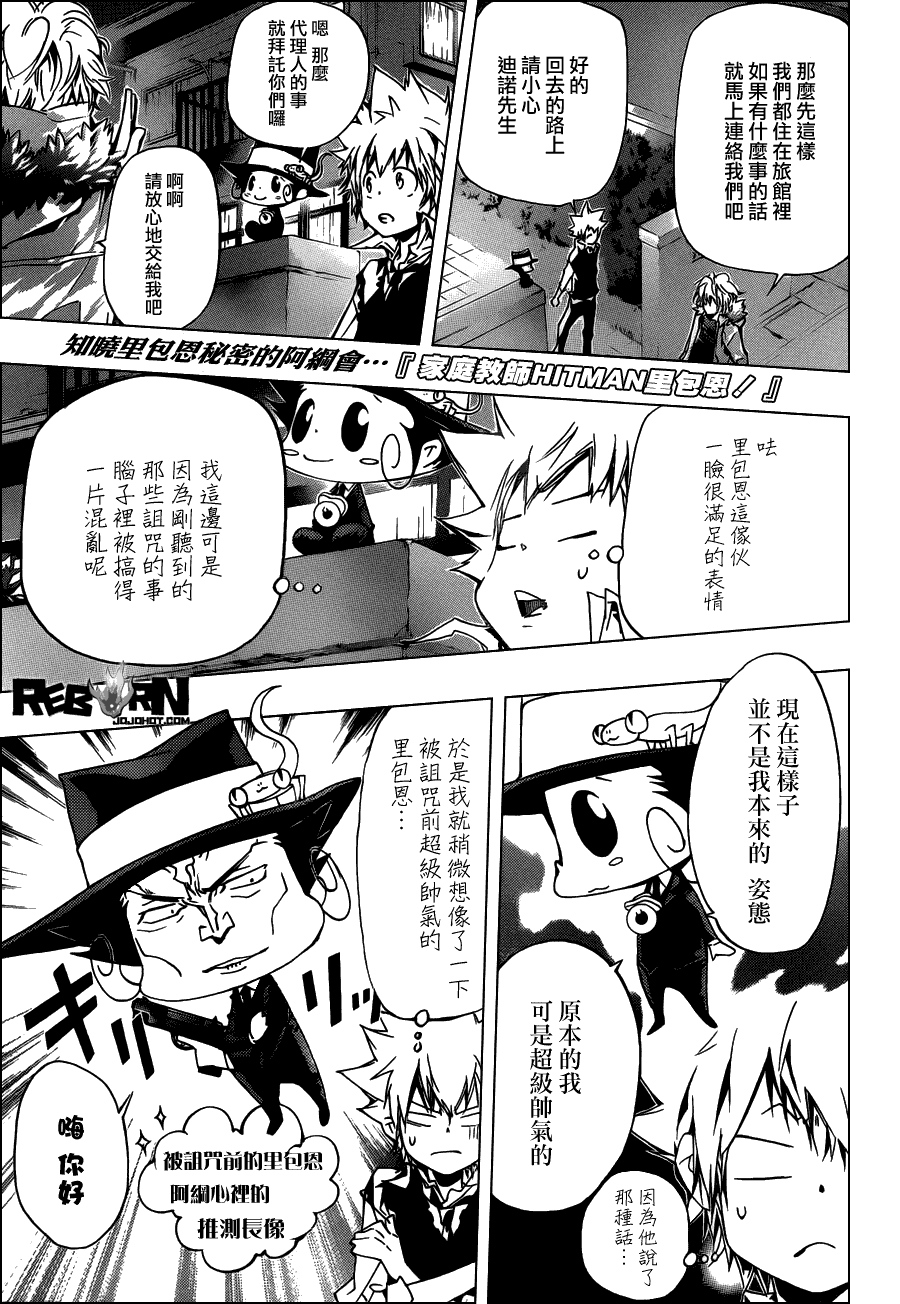 那麼先這樣
我們都住在旅館裡
如果有什麼事的話
就馬上連絡我們吧
好的
回去的路上
請小心
迪諾先生
嗯 那麼
代理人的事
就拜託你們囉
啊啊
請放心地交給我吧
知曉里包恩秘密的阿綱會…『家庭教師HITMAN里包恩！』
呿
里包恩這傢伙
一臉很滿足的表情
我這邊可是
因為剛聽到的
那些詛咒的事
腦子裡被搞得
一片混亂呢
REBORN
JOJOHOT.COM
現在這樣子
並不是我本來的 姿態
原本的我
可是超級帥氣的
因為他說了
那種話…
於是我就稍微想像了一下
被詛咒前超級帥氣的
里包恩…
ギロッ
嗨 你好
被詛咒前的里包恩
阿綱心裡的
推測長像